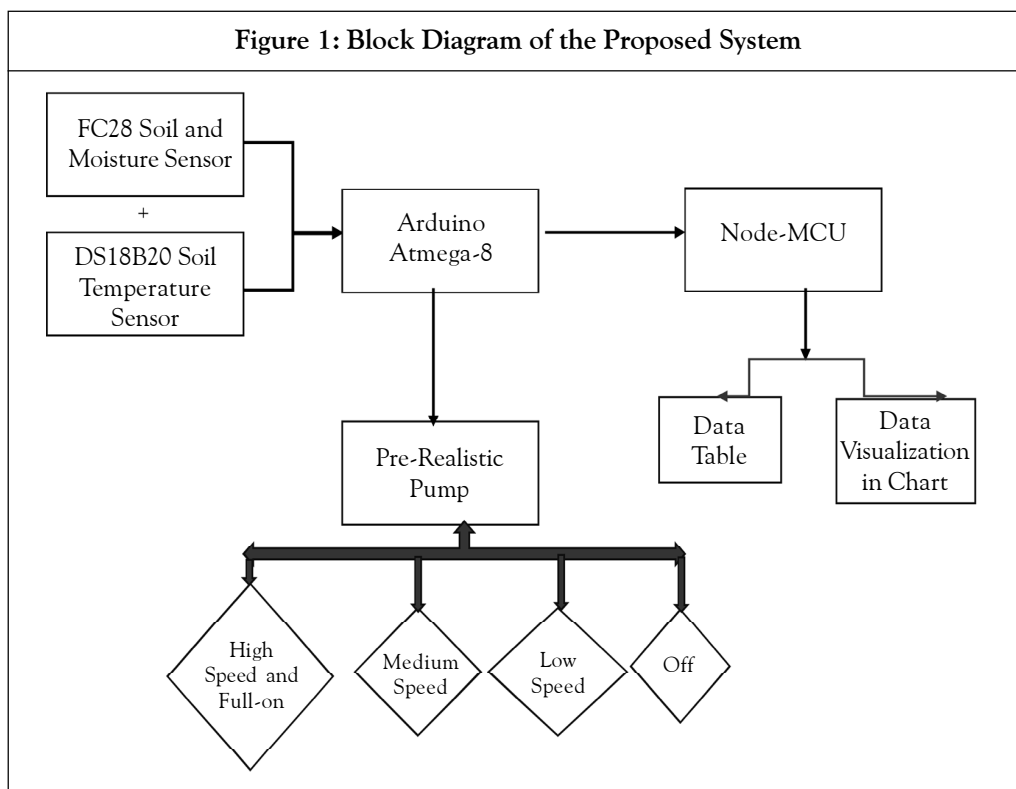 Figure 1: Block Diagram of the Proposed System
FC28 Soil and
Moisture Sensor
+
DS18B20 Soil
Temperature
Sensor
Arduino
Atmega-8
Node-MCU
Data
Table
Data
Visualization
in Chart
Pre-Realistic
Pump
High
Speed and
Full-on
Medium
Speed
Low
Speed
Off